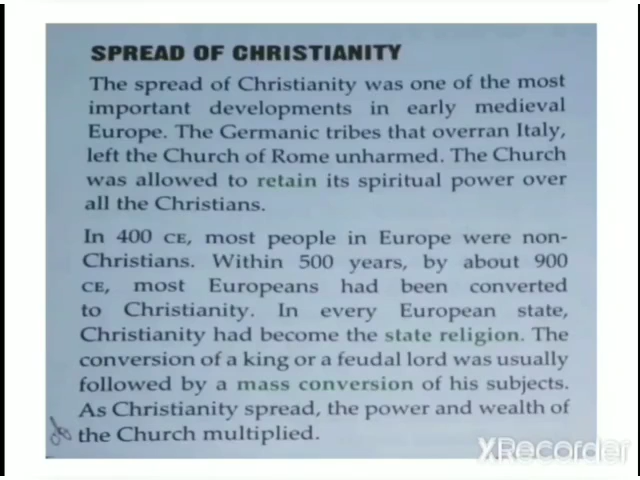 SPREAD OF CHRISTIANITY
The spread of Christianity was one of the most
important developments in early medieval
Europe. The Germanic tribes that overran Italy,
left the Church of Rome unharmed. The Church
was allowed to retain its spiritual power over
all the Christians.
In 400 CE, most people in Europe were non-
Christians. Within 500 years, by about 900
CE, most Europeans had been converted
to Christianity. In every European state,
Christianity had become the state religion. The
conversion of a king or a feudal lord was usually
followed by a mass conversion of his subjects.
As Christianity spread, the power and wealth of
the Church multiplied.
XRecorder